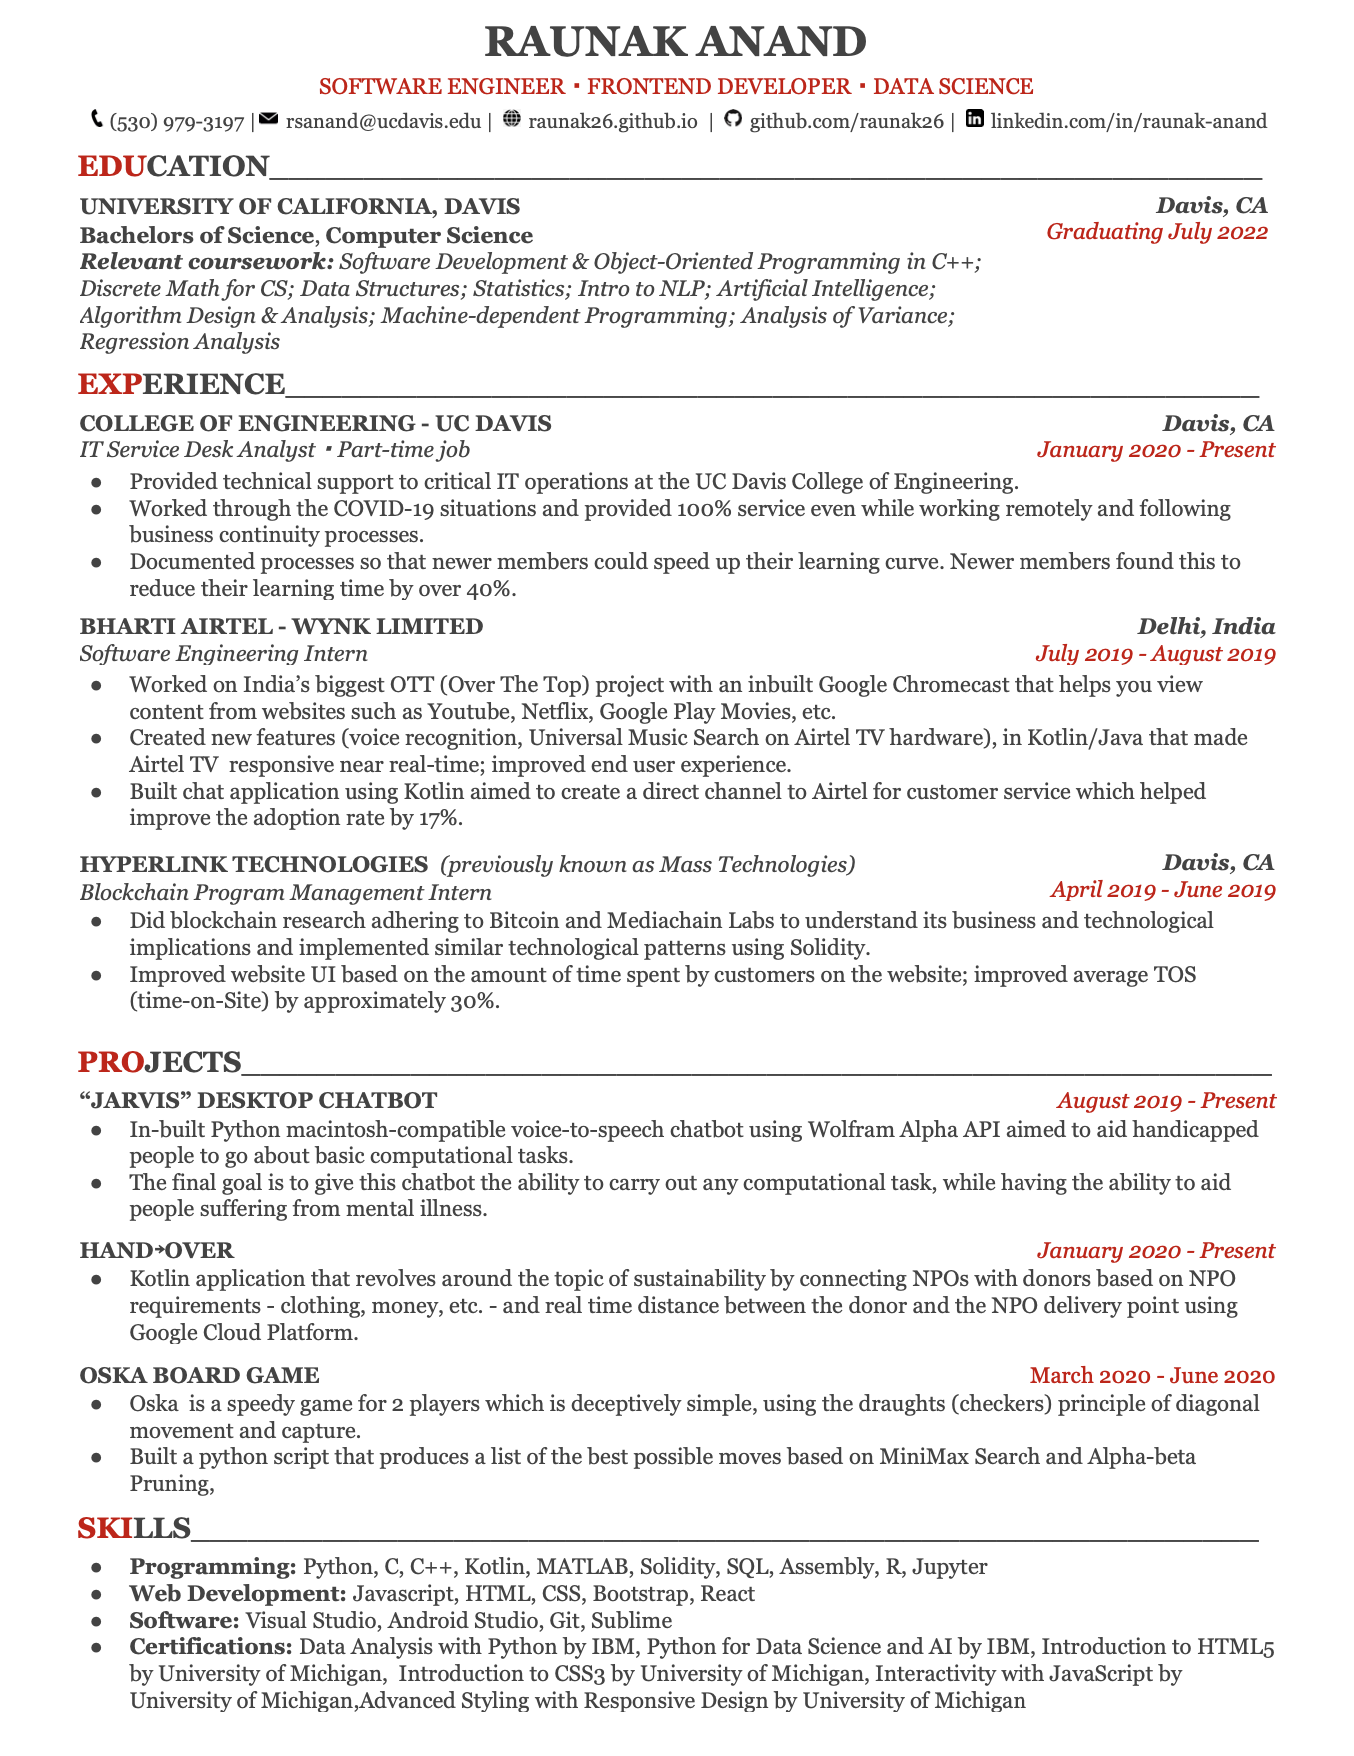 RAUNAK ANAND
SOFTWARE ENGINEER ▪ FRONTEND DEVELOPER ▪ DATA SCIENCE
(530) 979-3197 | rsanand@ucdavis.edu | raunak26.github.io | github.com/raunak26 | linkedin.com/in/raunak-anand
EDUCATION
UNIVERSITY OF CALIFORNIA, DAVIS Davis, CA
Bachelors of Science, Computer Science Graduating July 2022
Relevant coursework: Software Development & Object-Oriented Programming in C++;
Discrete Math for CS; Data Structures; Statistics; Intro to NLP; Artificial Intelligence;
Algorithm Design & Analysis; Machine-dependent Programming; Analysis of Variance;
Regression Analysis
EXPERIENCE
COLLEGE OF ENGINEERING - UC DAVIS Davis, CA
IT Service Desk Analyst ▪ Part-time job January 2020 - Present
● Provided technical support to critical IT operations at the UC Davis College of Engineering.
● Worked through the COVID-19 situations and provided 100% service even while working remotely and following
business continuity processes.
● Documented processes so that newer members could speed up their learning curve. Newer members found this to
reduce their learning time by over 40%.
BHARTI AIRTEL - WYNK LIMITED Delhi, India
Software Engineering Intern July 2019 - August 2019
● Worked on India's biggest OTT (Over The Top) project with an inbuilt Google Chromecast that helps you view
content from websites such as Youtube, Netflix, Google Play Movies, etc.
● Created new features (voice recognition, Universal Music Search on Airtel TV hardware), in Kotlin/Java that made
Airtel TV  responsive near real-time; improved end user experience.
● Built chat application using Kotlin aimed to create a direct channel to Airtel for customer service which helped
improve the adoption rate by 17%.
HYPERLINK TECHNOLOGIES (previously known as Mass Technologies) Davis, CA
Blockchain Program Management Intern April 2019 - June 2019
● Did blockchain research adhering to Bitcoin and Mediachain Labs to understand its business and technological
implications and implemented similar technological patterns using Solidity.
● Improved website UI based on the amount of time spent by customers on the website; improved average TOS
(time-on-Site) by approximately 30%.
PROJECTS
“JARVIS” DESKTOP CHATBOT August 2019 - Present
● In-built Python macintosh-compatible voice-to-speech chatbot using Wolfram Alpha API aimed to aid handicapped
people to go about basic computational tasks.
● The final goal is to give this chatbot the ability to carry out any computational task, while having the ability to aid
people suffering from mental illness.
HAND➔OVER January 2020 - Present
● Kotlin application that revolves around the topic of sustainability by connecting NPOs with donors based on NPO
requirements - clothing, money, etc. - and real time distance between the donor and the NPO delivery point using
Google Cloud Platform.
OSKA BOARD GAME March 2020 - June 2020
● Oska  is a speedy game for 2 players which is deceptively simple, using the draughts (checkers) principle of diagonal
movement and capture.
● Built a python script that produces a list of the best possible moves based on MiniMax Search and Alpha-beta
Pruning,
SKILLS
● Programming: Python, C, C++, Kotlin, MATLAB, Solidity, SQL, Assembly, R, Jupyter
● Web Development: Javascript, HTML, CSS, Bootstrap, React
● Software: Visual Studio, Android Studio, Git, Sublime
● Certifications: Data Analysis with Python by IBM, Python for Data Science and AI by IBM, Introduction to HTML5
by University of Michigan,  Introduction to CSS3 by University of Michigan, Interactivity with JavaScript by
University of Michigan,Advanced Styling with Responsive Design by University of Michigan